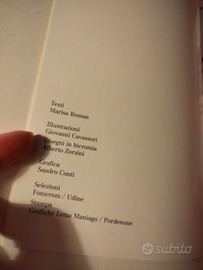 Testi
Marisa Roman
Illustrazioni
Giovanni Cavassori
Disegni in bicromia
Alberto Zorzini
Grafica
Sandro Conti
Selezioni
Fotocrom / Udine
Stampa
Grafiche Lema Maniago / Pordenone
subito